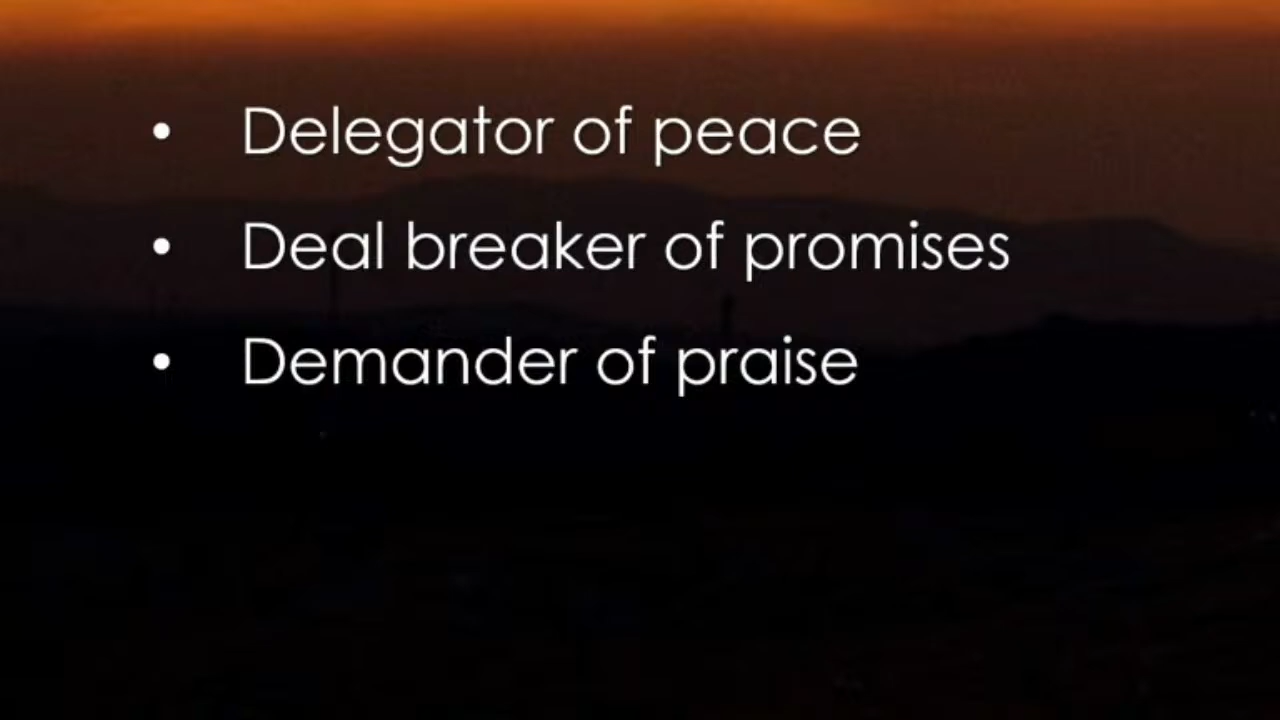 • Delegator of peace
• Deal breaker of promises
• Demander of praise